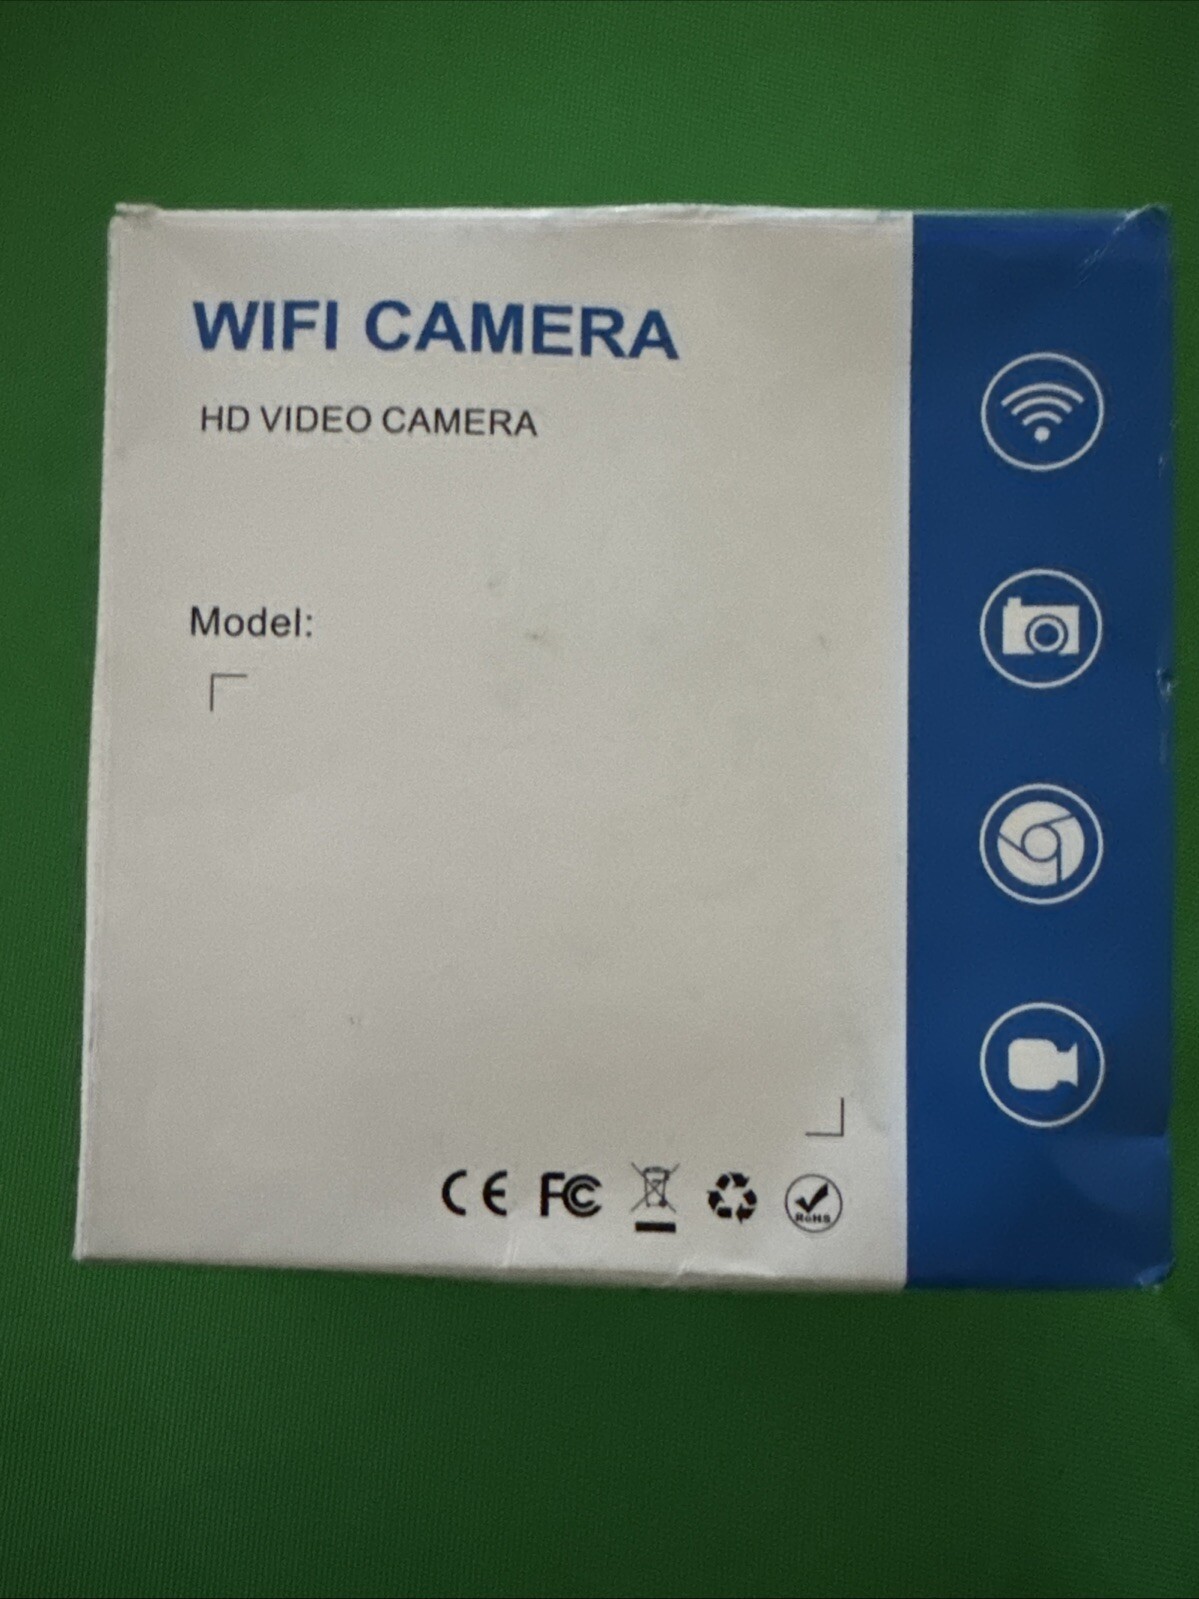 WIFI CAMERA
HD VIDEO CAMERA
Model:
CE FC RoHS